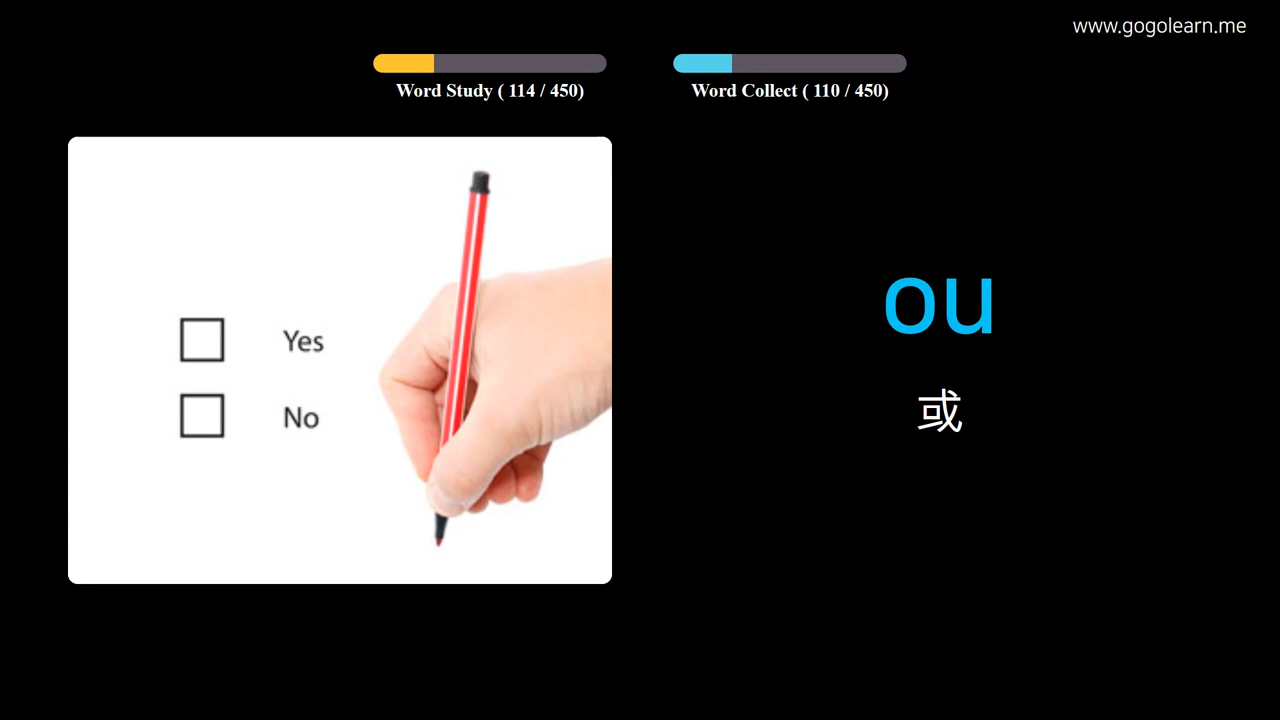 www.gogolearn.me
Word Study ( 114 / 450)
Word Collect ( 110 / 450)
Yes
No
ou
或